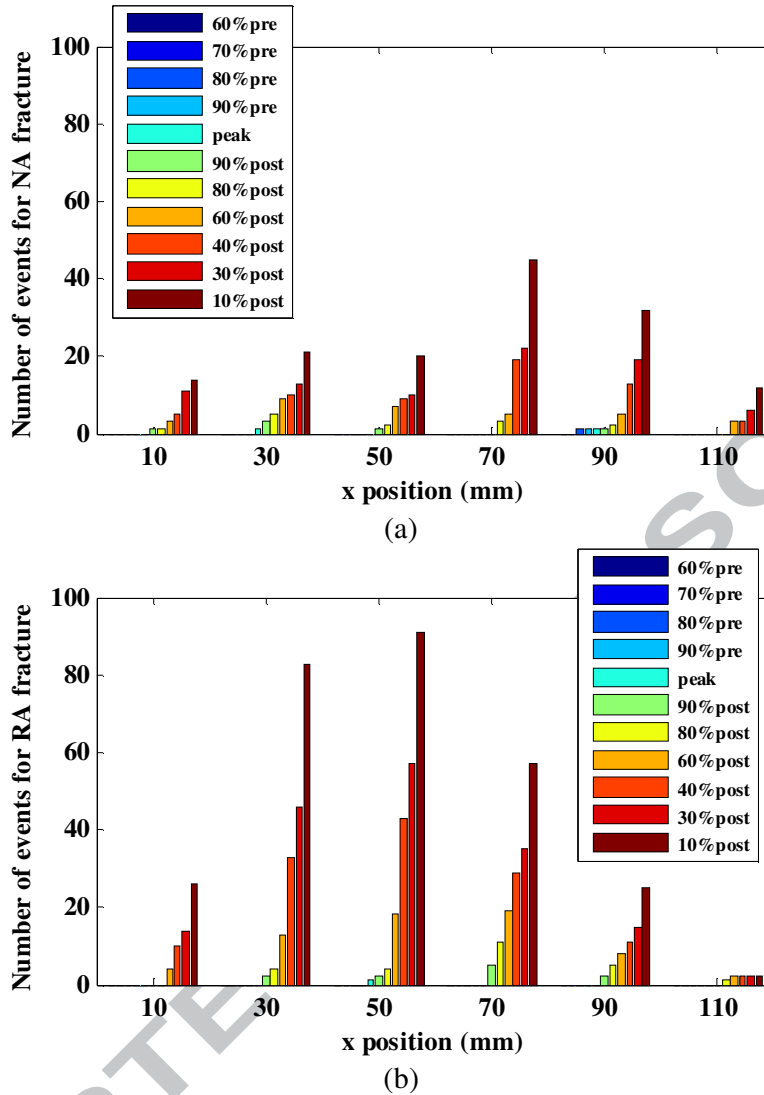 60%pre
70%pre
80%pre
90%pre
peak
90%post
80%post
60%post
40%post
30%post
10%post
100
80
60
40
20
0
Number of events for NA fracture
10 30 50 70 90 110
x position (mm)
(a)
60%pre
70%pre
80%pre
90%pre
peak
90%post
80%post
60%post
40%post
30%post
10%post
100
80
60
40
20
0
Number of events for RA fracture
10 30 50 70 90 110
x position (mm)
(b)